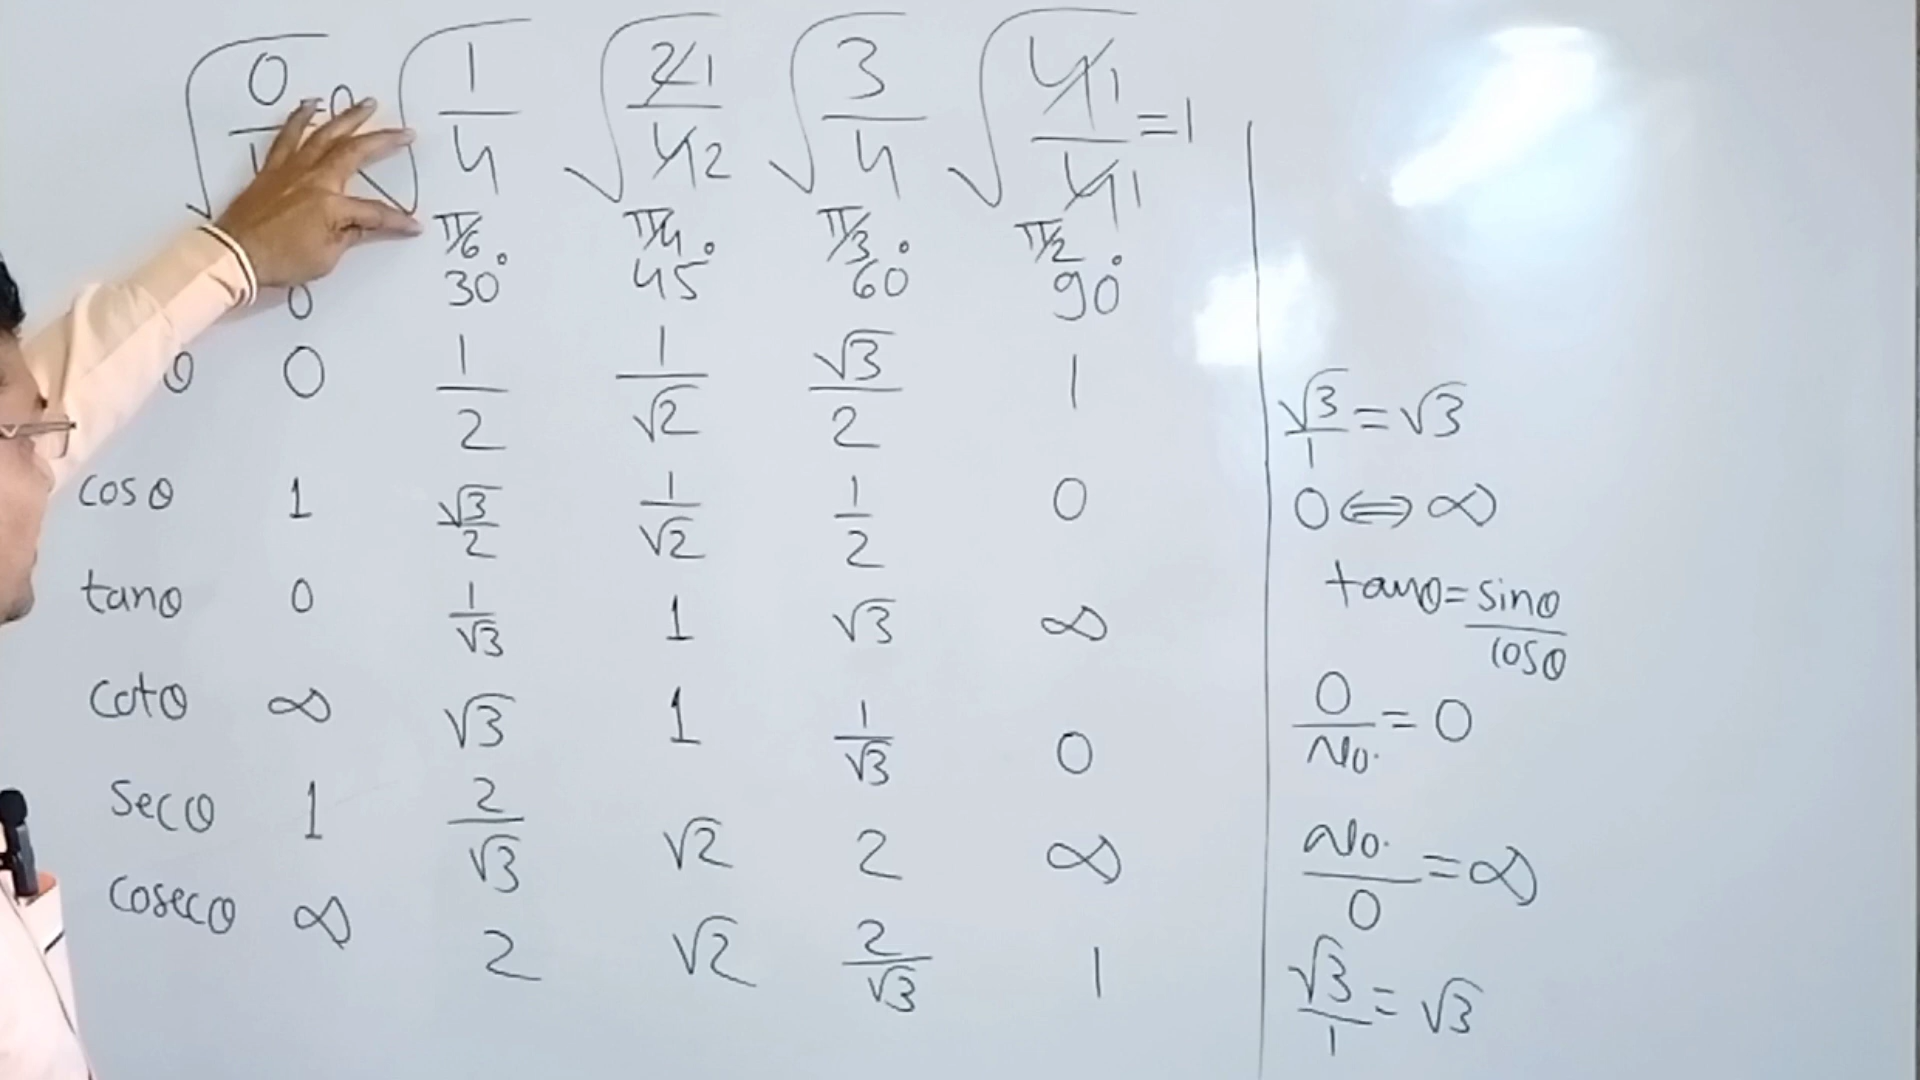 √0/ =0 √1/4 √2̸1/4̸2 √3/4 √4̸1/4̸1 =1
π/6 π/4 π/3 π/2
0 30° 45° 60° 90°
θ 0 1/2 1/√2 √3/2 1
cosθ 1 √3/2 1/√2 1/2 0
tanθ 0 1/√3 1 √3 ∞
cotθ ∞ √3 1 1/√3 0
secθ 1 2/√3 √2 2 ∞
cosecθ ∞ 2 √2 2/√3 1
√3/1 = √3
0 ⇔ ∞
tanθ = sinθ/cosθ
0/No. = 0
No./0 = ∞
√3/1 = √3